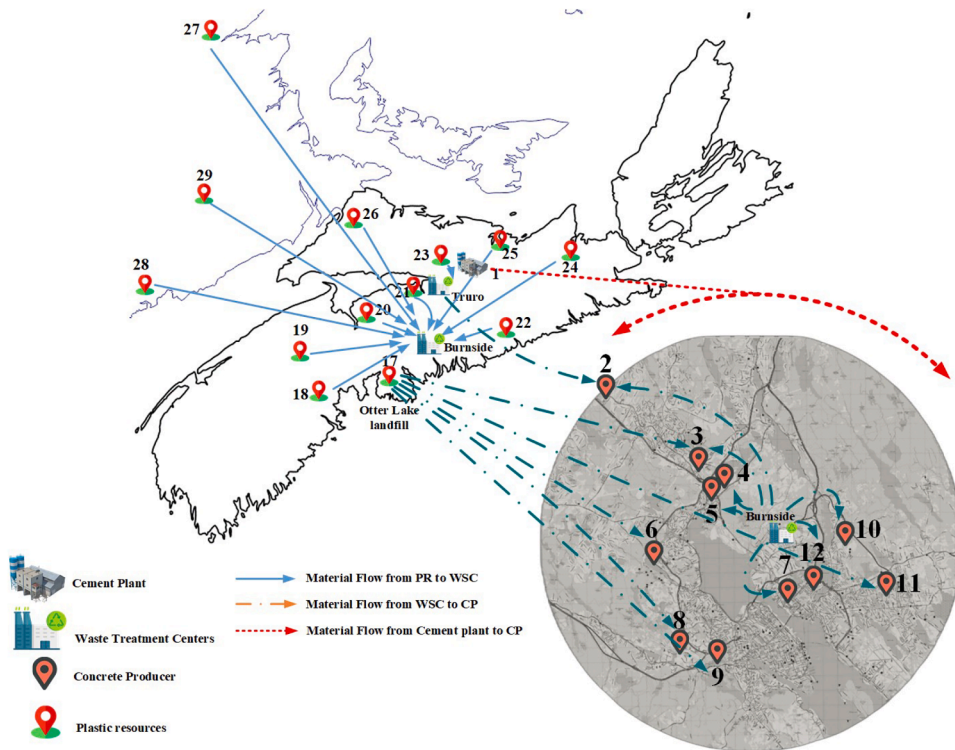 27
29
26
28
23
25
24
1
21
Truro
20
22
19
Burnside
17
18
Otter Lake
landfill
2
3
4
5
Burnside
10
6
12
7
11
8
9
Cement Plant
Material Flow from PR to WSC
Material Flow from WSC to CP
Waste Treatment Centers
Material Flow from Cement plant to CP
Concrete Producer
Plastic resources